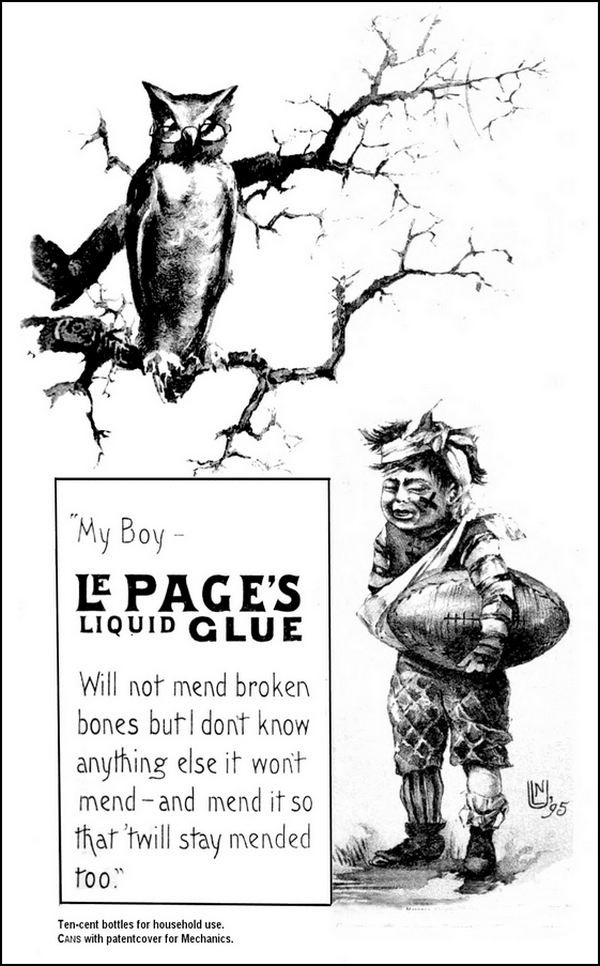 "My Boy –
LE PAGE'S
LIQUID GLUE
Will not mend broken
bones but I don't know
anything else it won't
mend – and mend it so
that 'twill stay mended
too."
'95
Ten-cent bottles for household use.
CANS with patentcover for Mechanics.